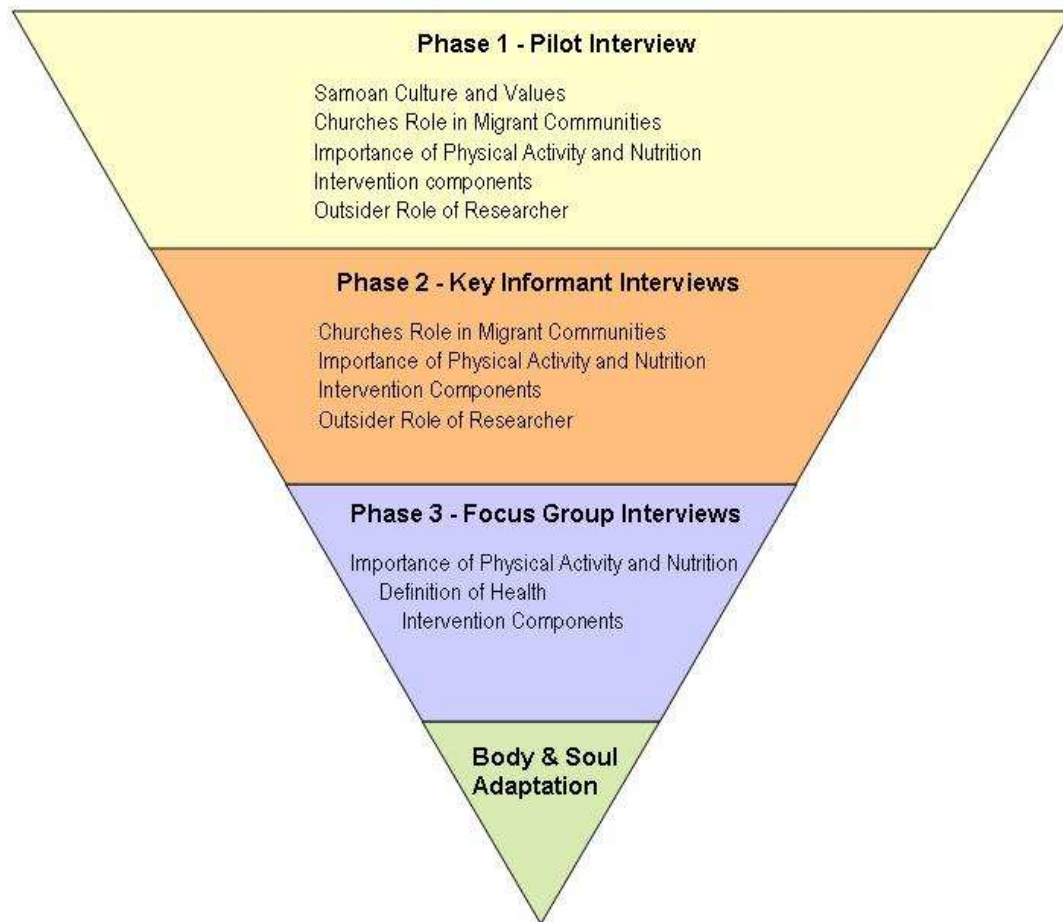 Phase 1 - Pilot Interview
Samoan Culture and Values
Churches Role in Migrant Communities
Importance of Physical Activity and Nutrition
Intervention components
Outsider Role of Researcher
Phase 2 - Key Informant Interviews
Churches Role in Migrant Communities
Importance of Physical Activity and Nutrition
Intervention Components
Outsider Role of Researcher
Phase 3 - Focus Group Interviews
Importance of Physical Activity and Nutrition
Definition of Health
Intervention Components
Body & Soul
Adaptation